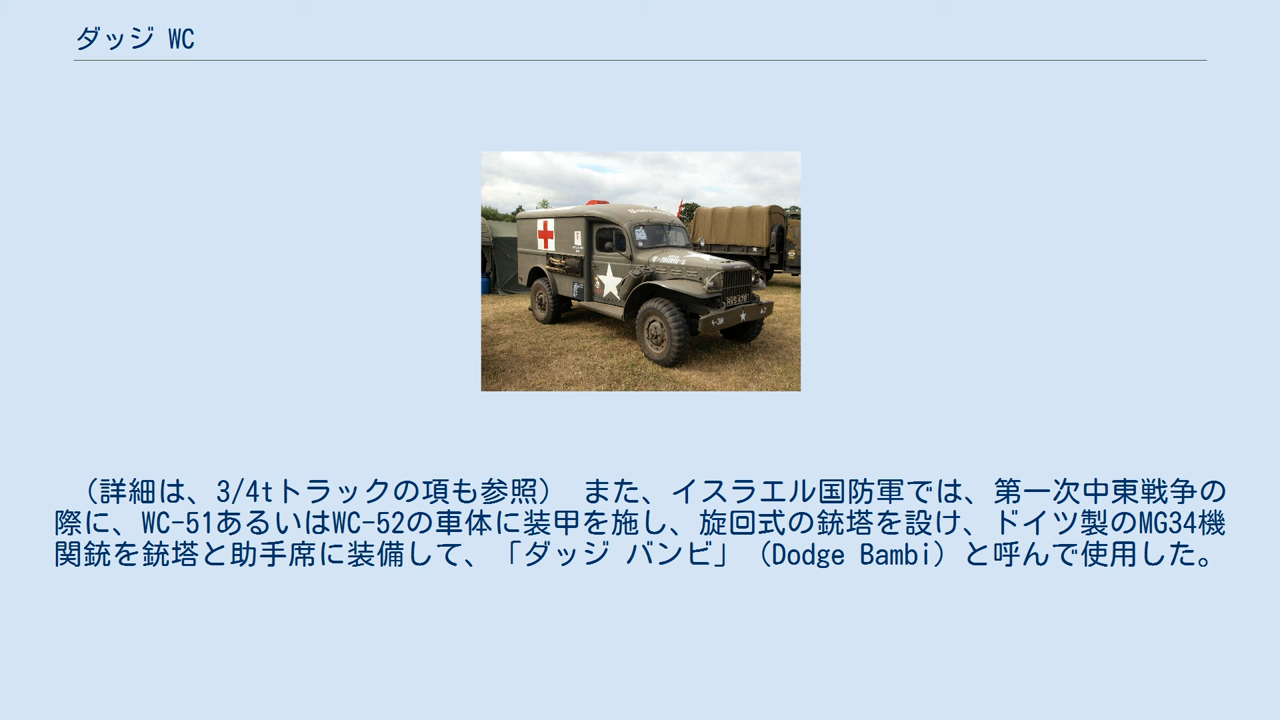 ダッジ WC
（詳細は、3/4tトラックの項も参照） また、イスラエル国防軍では、第一次中東戦争の
際に、WC-51あるいはWC-52の車体に装甲を施し、旋回式の銃塔を設け、ドイツ製のMG34機
関銃を銃塔と助手席に装備して、「ダッジ バンビ」（Dodge Bambi）と呼んで使用した。